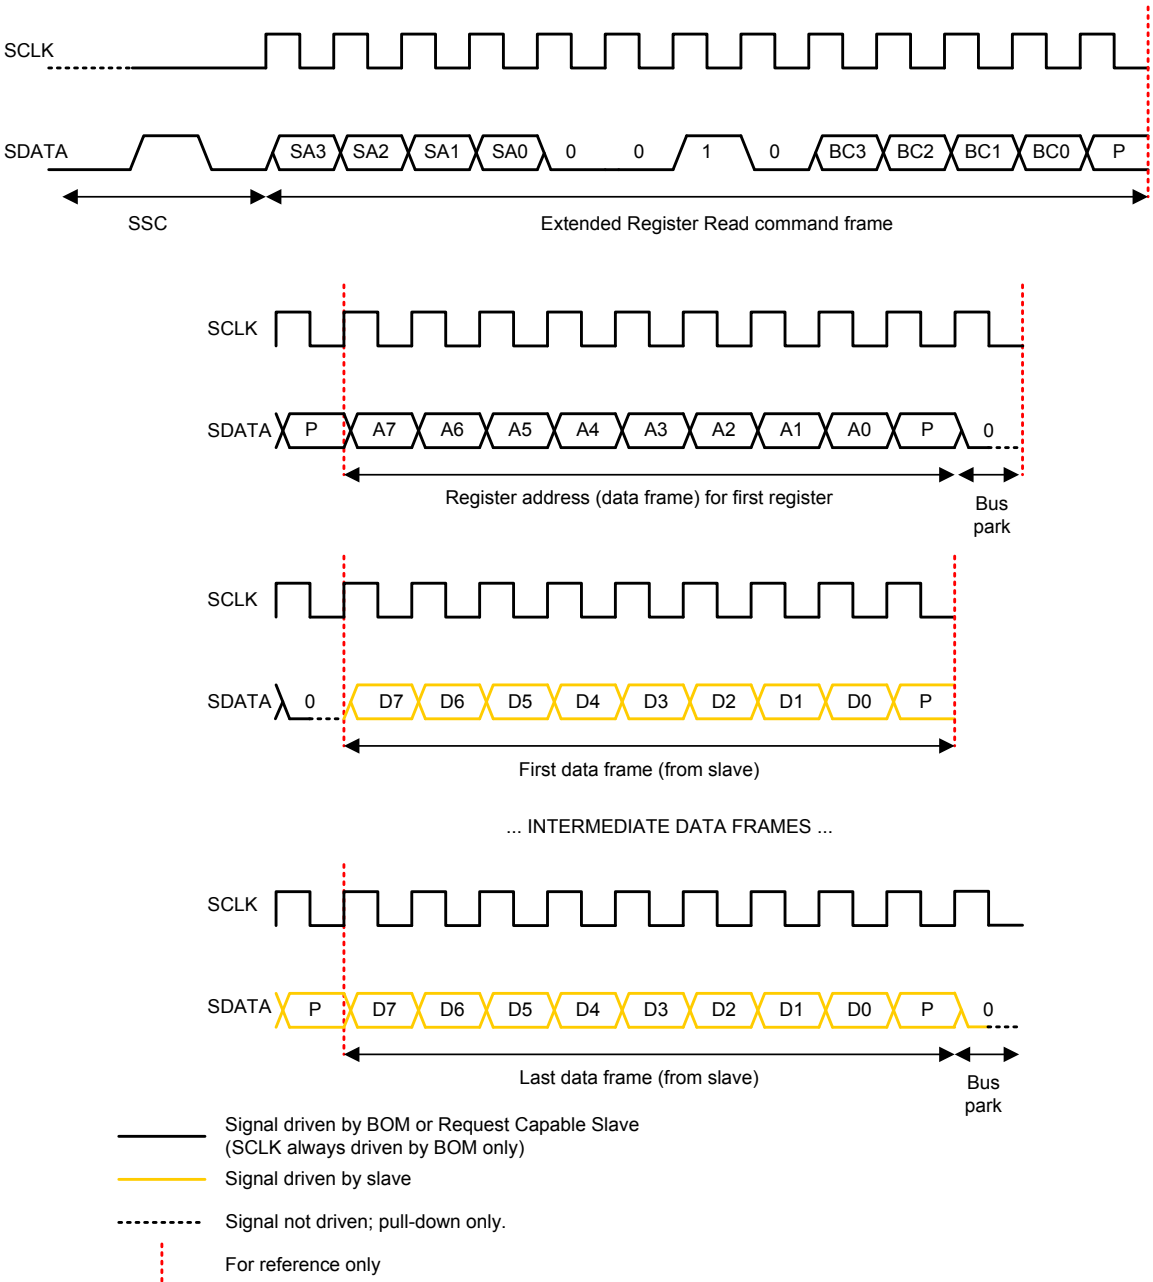 SCLK
SDATA SA3 SA2 SA1 SA0 0 0 1 0 BC3 BC2 BC1 BC0 P
SSC Extended Register Read command frame
SCLK
SDATA P A7 A6 A5 A4 A3 A2 A1 A0 P 0
Register address (data frame) for first register
Bus
park
SCLK
SDATA 0 D7 D6 D5 D4 D3 D2 D1 D0 P
First data frame (from slave)
... INTERMEDIATE DATA FRAMES ...
SCLK
SDATA P D7 D6 D5 D4 D3 D2 D1 D0 P 0
Last data frame (from slave)
Bus
park
Signal driven by BOM or Request Capable Slave
(SCLK always driven by BOM only)
Signal driven by slave
Signal not driven; pull-down only.
For reference only